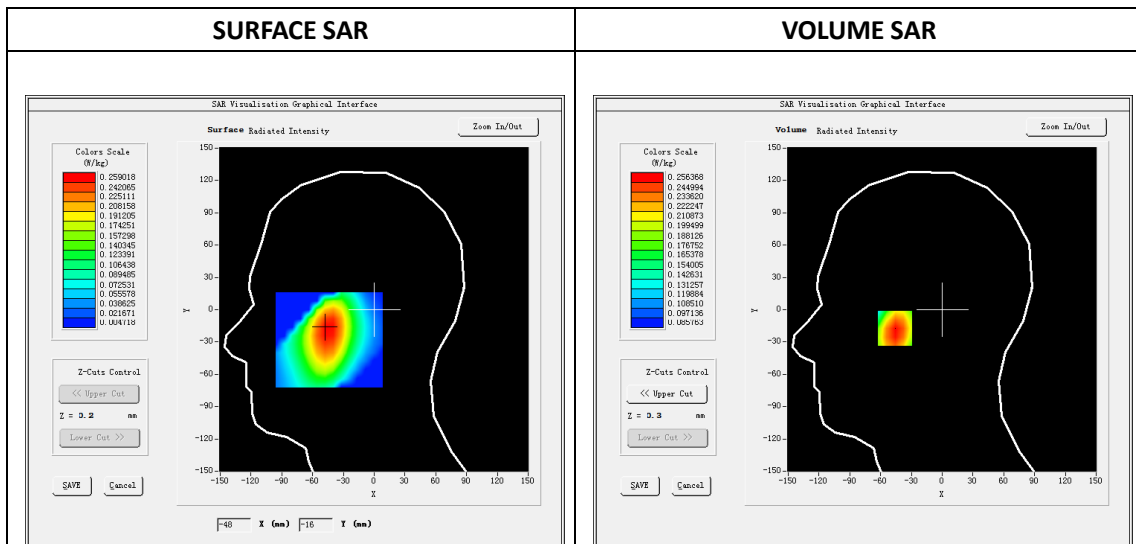 SURFACE SAR
VOLUME SAR
SAR Visualisation Graphical Interface
Surface Radiated Intensity
Zoom In/Out
Colors Scale
(W/kg)
0.259018
0.242065
0.225111
0.208158
0.191205
0.174251
0.157298
0.140345
0.123391
0.106438
0.089485
0.072531
0.055578
0.038625
0.021671
0.004718
150
120
90
60
30
0
-30
-60
-90
-120
-150
Y
-150 -120 -90 -60 -30 0 30 60 90 120 150
X
Z-Cuts Control
<< Upper Cut
Z = 0.2 mm
Lower Cut >>
SAVE Cancel
-48 X (mm) -16 Y (mm)
SAR Visualisation Graphical Interface
Volume Radiated Intensity
Zoom In/Out
Colors Scale
(W/kg)
0.256368
0.244994
0.233620
0.222247
0.210873
0.199499
0.188126
0.176752
0.165378
0.154005
0.142631
0.131257
0.119884
0.108510
0.097136
0.085763
150
120
90
60
30
0
-30
-60
-90
-120
-150
Y
-150 -120 -90 -60 -30 0 30 60 90 120 150
X
Z-Cuts Control
<< Upper Cut
Z = 0.3 mm
Lower Cut >>
SAVE Cancel